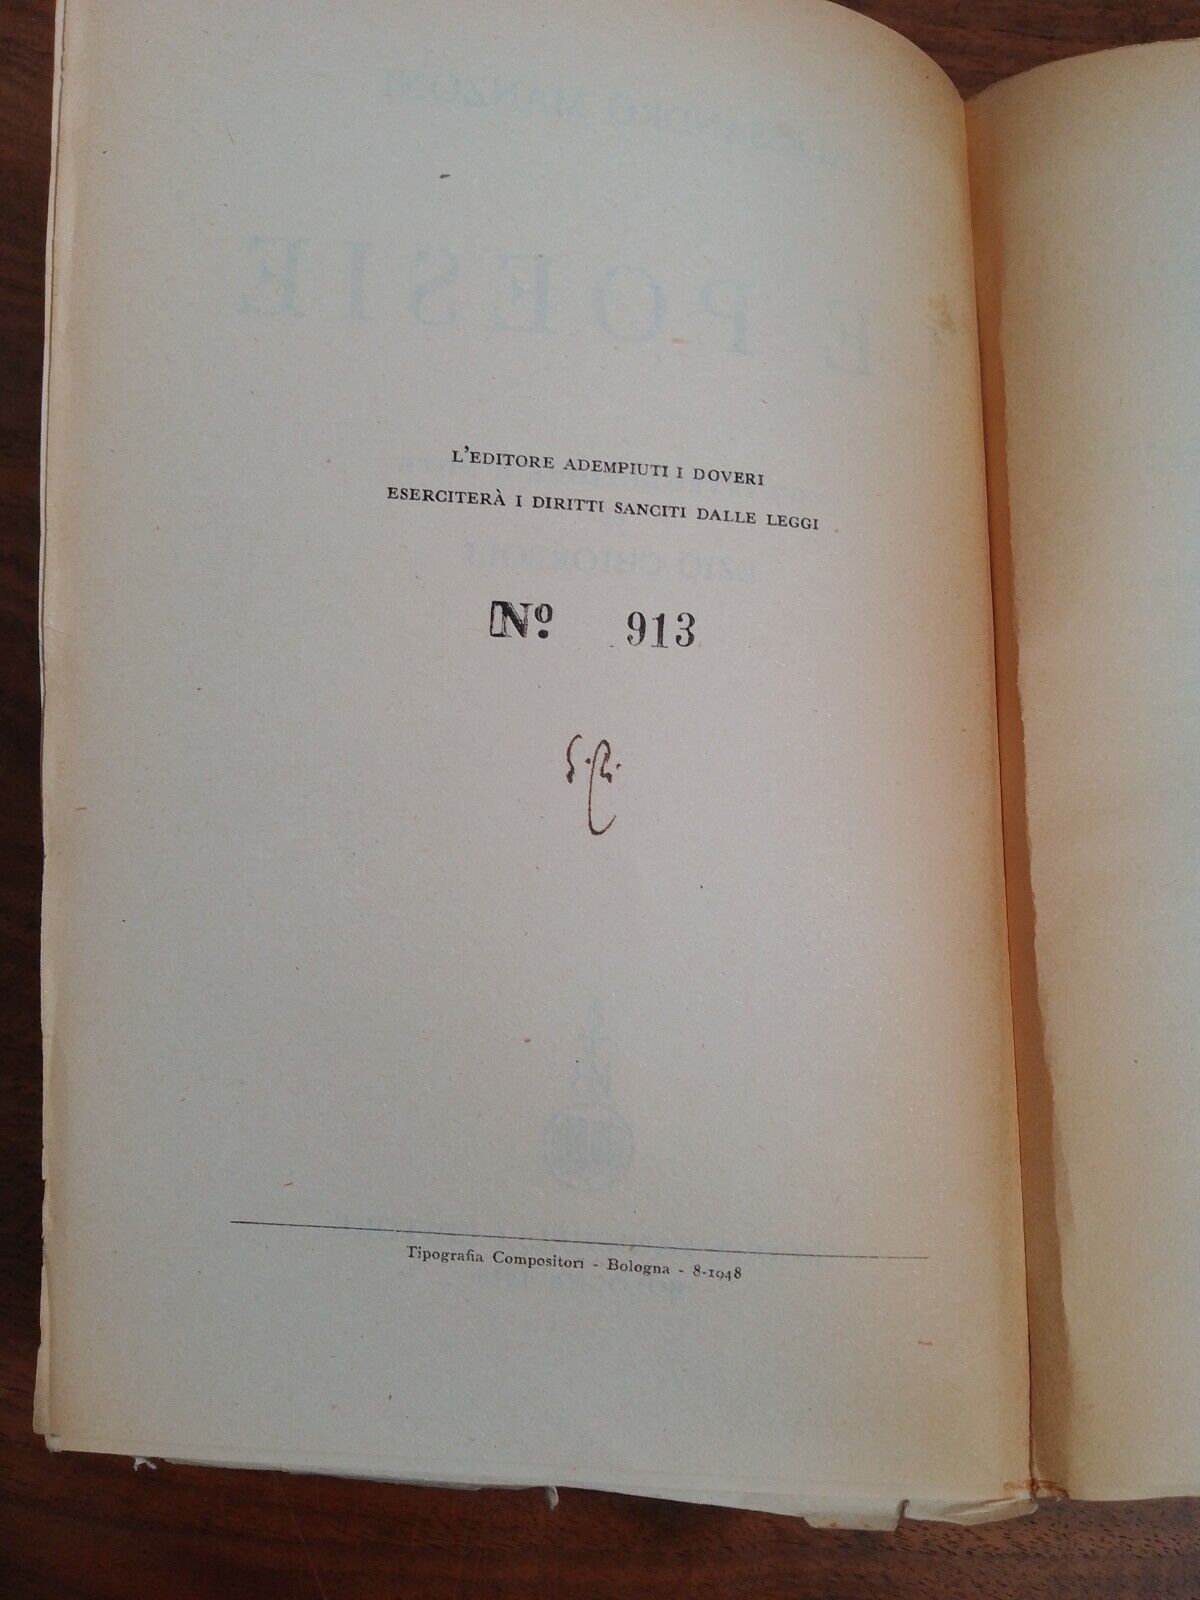 L'EDITORE ADEMPIUTI I DOVERI
ESERCITERÀ I DIRITTI SANCITI DALLE LEGGI
Nº. 913
Tipografia Compositori - Bologna - 8-1948